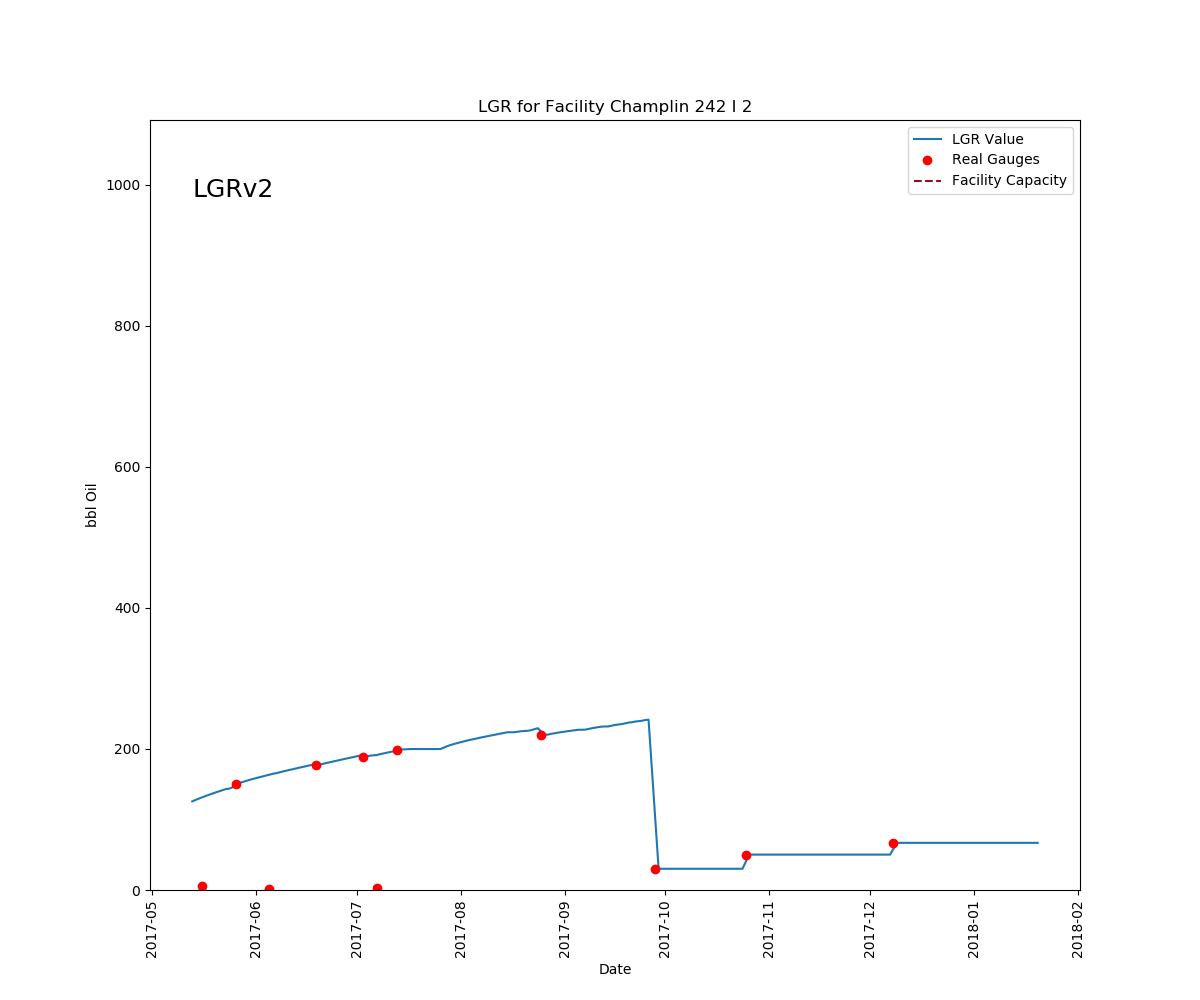 LGR for Facility Champlin 242 I 2
LGRv2
LGR Value
Real Gauges
Facility Capacity
1000
800
600
400
200
0
bbl Oil
2017-05
2017-06
2017-07
2017-08
2017-09
2017-10
2017-11
2017-12
2018-01
2018-02
Date